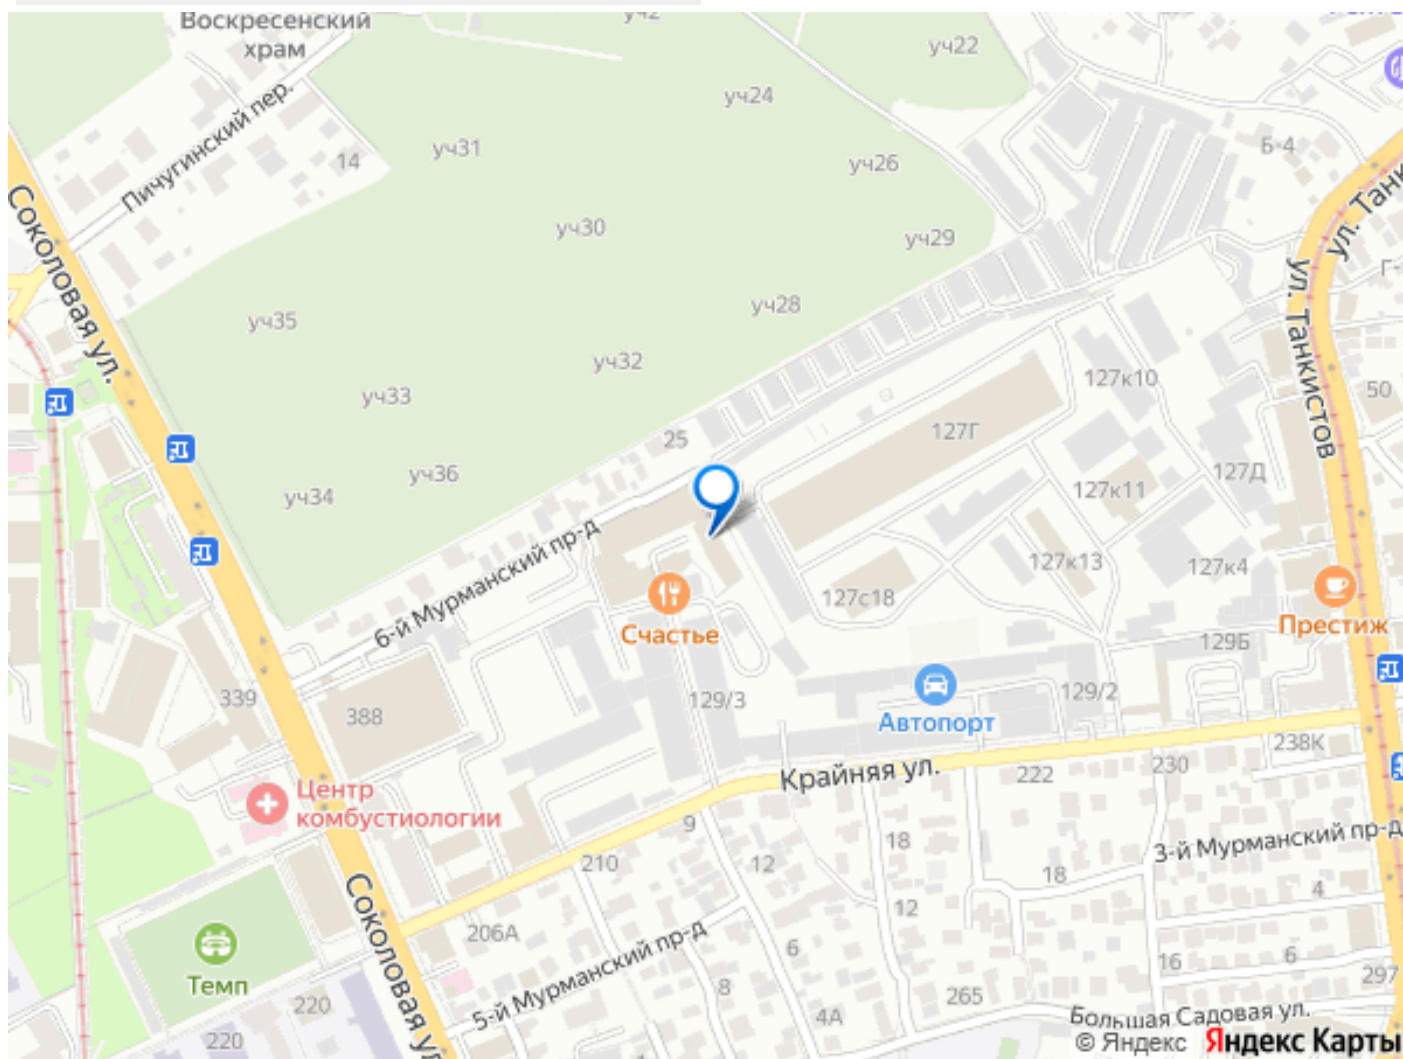 Воскресенский
храм
уч22
уч24
Пичугинский пер.
14
уч31
уч26
Б-4
Соколовая ул.
уч30
уч29
ул. Танкистов
уч35
уч28
уч32
уч33
127к10
50
25
127Г
уч34
уч36
127к11
127Д
6-й Мурманский пр-д
127к13
127к4
127с18
Счастье
Престиж
129Б
339
388
129/3
129/2
Автопорт
238К
Крайняя ул.
222
230
Центр
комбустиологии
9
18
3-й Мурманский пр-д
210
12
18
4
12
206А
Соколовая ул.
5-й Мурманский пр-д
6
16
6
297
Темп
8
265
220
220
4А
Большая Садовая ул.
© Яндекс Яндекс Карты